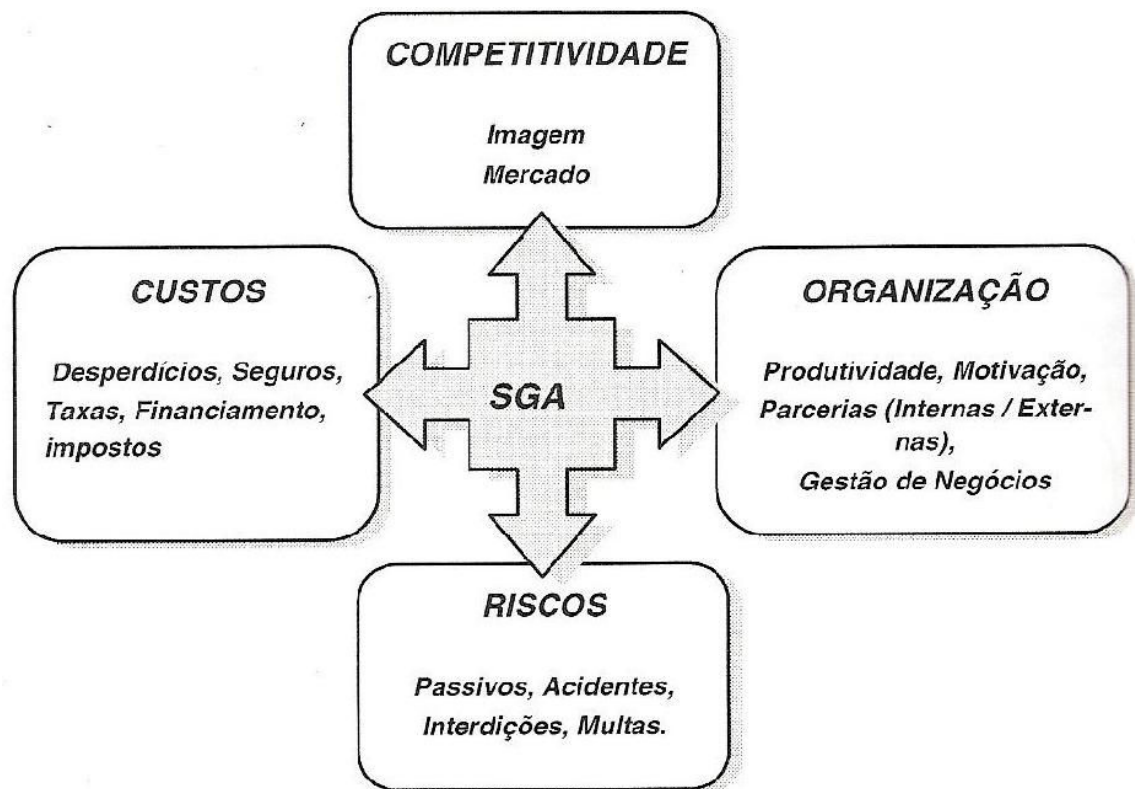 COMPETITIVIDADE
Imagem
Mercado
CUSTOS
Desperdícios, Seguros,
Taxas, Financiamento,
impostos
SGA
ORGANIZAÇÃO
Produtividade, Motivação,
Parcerias (Internas / Exter-
nas),
Gestão de Negócios
RISCOS
Passivos, Acidentes,
Interdições, Multas.